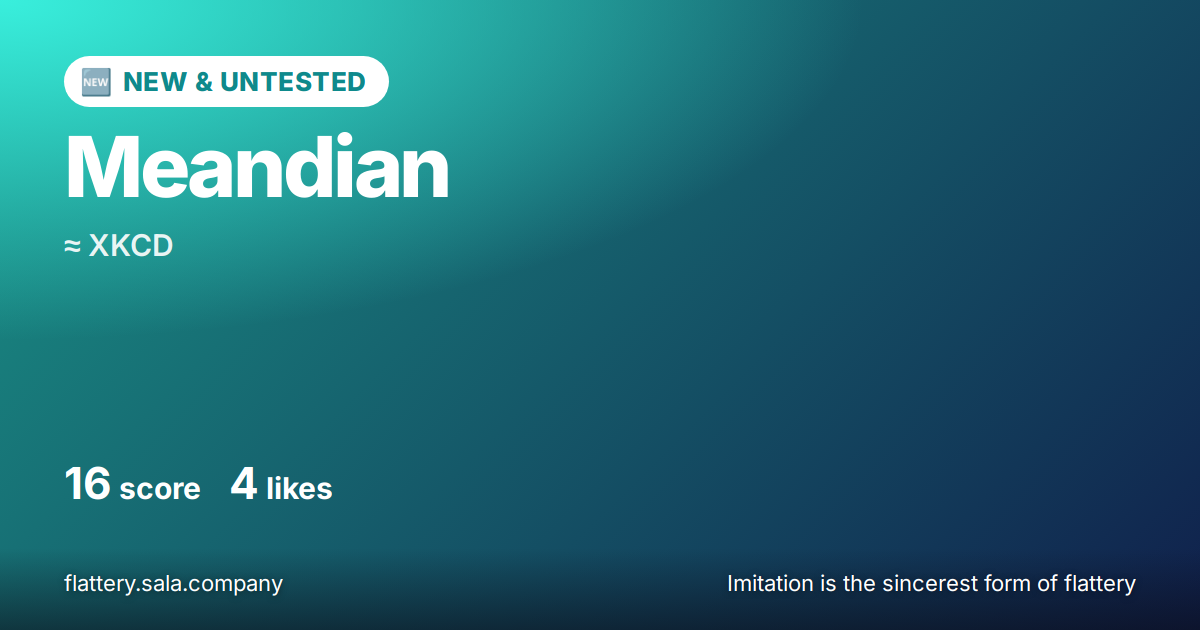 🆕 NEW & UNTESTED
Meandian
≈ XKCD
16 score 4 likes
flattery.sala.company
Imitation is the sincerest form of flattery